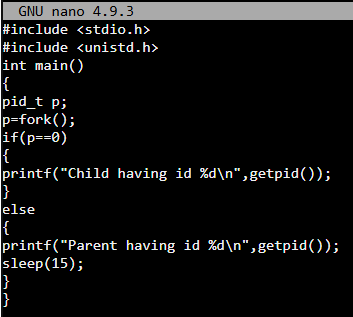 GNU nano 4.9.3
#include <stdio.h>
#include <unistd.h>
int main()
{
pid_t p;
p=fork();
if(p==0)
{
printf("Child having id %d\n",getpid());
}
else
{
printf("Parent having id %d\n",getpid());
sleep(15);
}
}